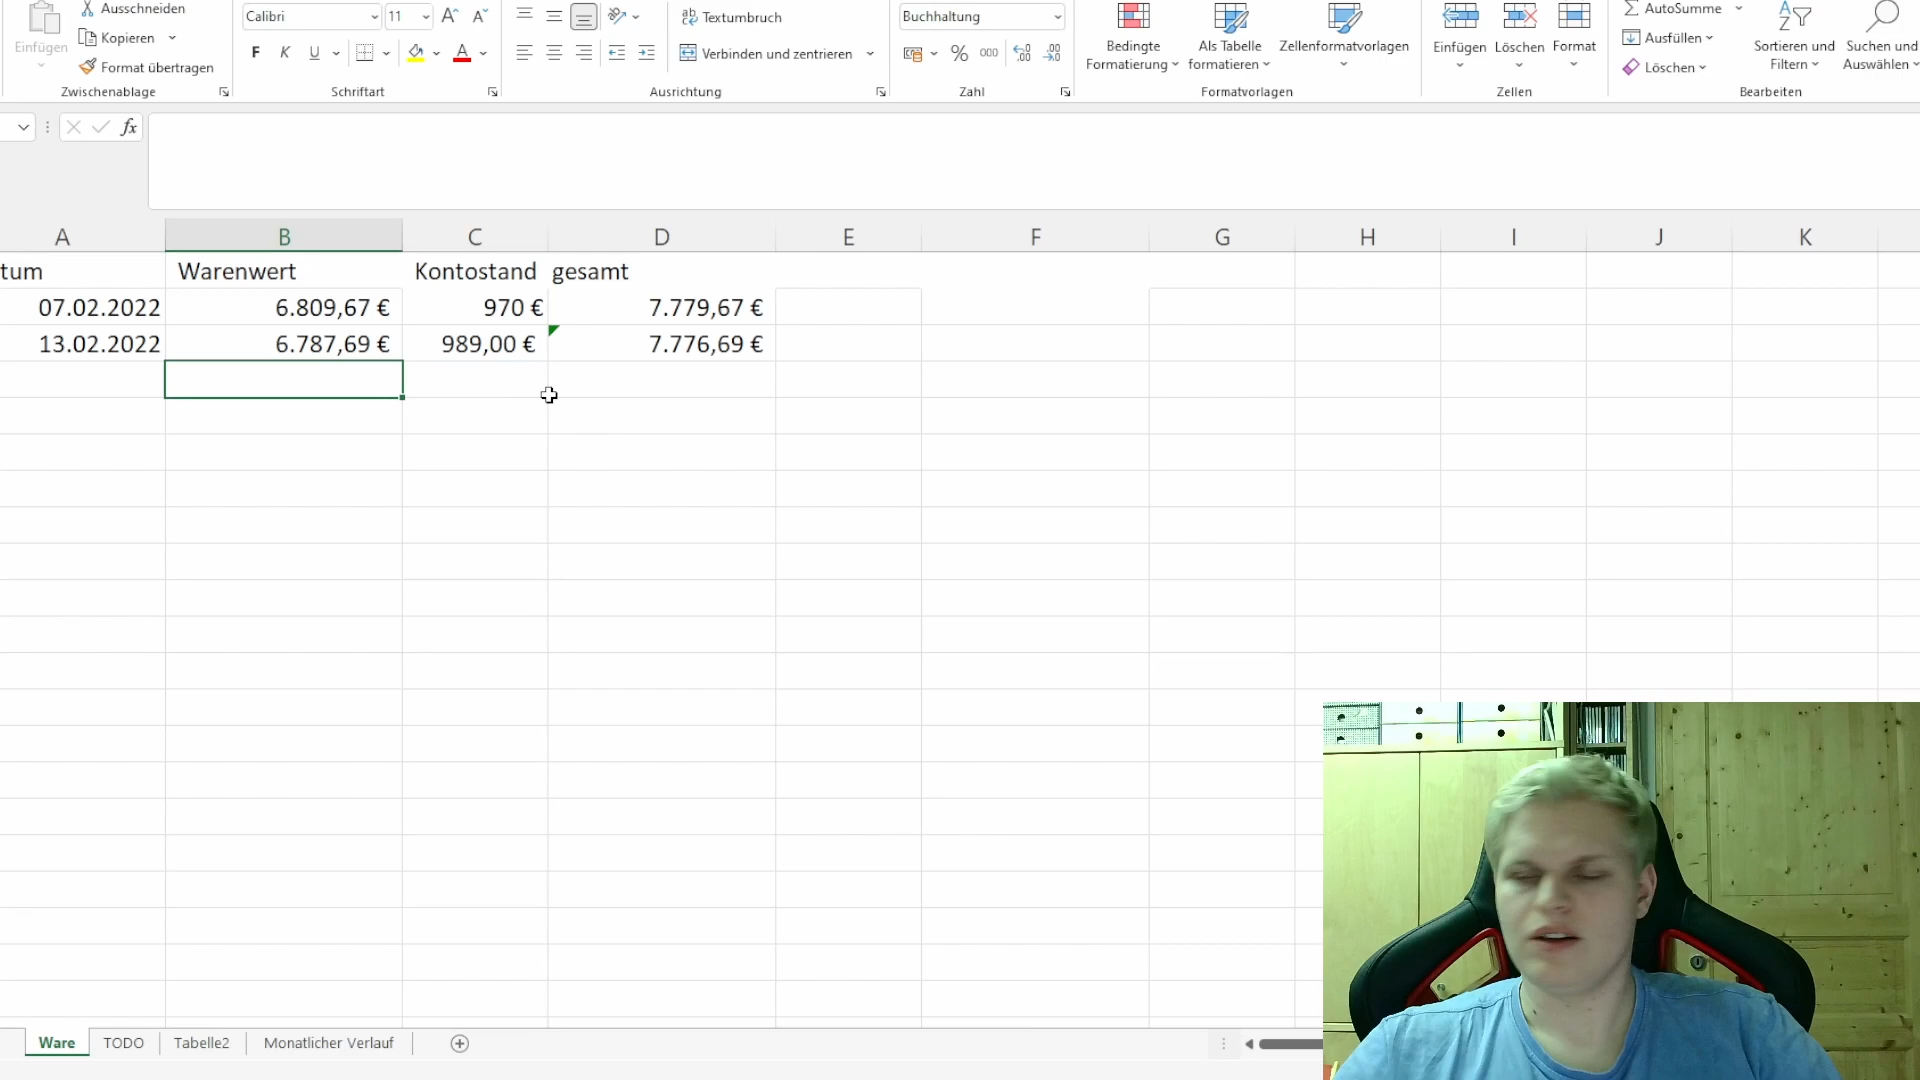 Ausschneiden
Kopieren
Format übertragen
Einfügen
Zwischenablage
Calibri 11 A A
F K U A
Schriftart
ab Textumbruch
Verbinden und zentrieren
Ausrichtung
Buchhaltung
% 000 ,00
Zahl
Bedingte Formatierung
Als Tabelle formatieren
Zellenformatvorlagen
Formatvorlagen
Einfügen Löschen Format
Zellen
Σ AutoSumme
Ausfüllen
Löschen
Sortieren und Filtern
Suchen und Auswählen
Bearbeiten
fx
A B C D E F G H I J K
tum Warenwert Kontostand gesamt
07.02.2022 6.809,67 € 970 € 7.779,67 €
13.02.2022 6.787,69 € 989,00 € 7.776,69 €
Ware TODO Tabelle2 Monatlicher Verlauf